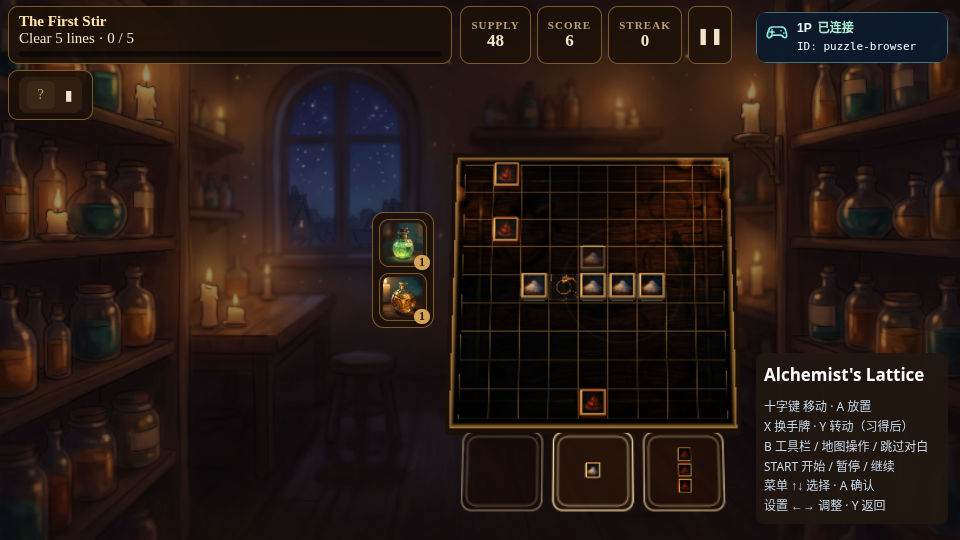 The First Stir
Clear 5 lines · 0 / 5
SUPPLY
48
SCORE
6
STREAK
0
1P 已连接
ID: puzzle-browser
?
1
1
Alchemist's Lattice
十字键 移动 · A 放置
X 换手牌 · Y 转动（习得后）
B 工具栏 / 地图操作 / 跳过对白
START 开始 / 暂停 / 继续
菜单 ↑↓ 选择 · A 确认
设置 ←→ 调整 · Y 返回